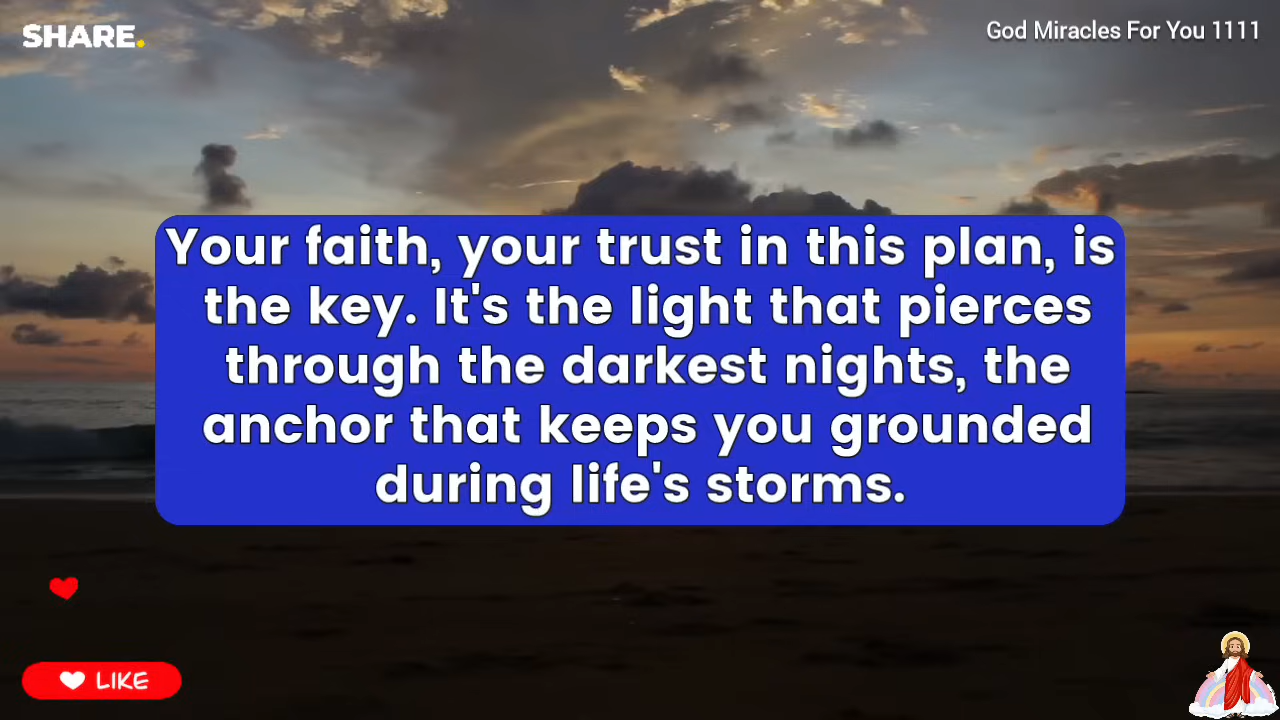 SHARE.
God Miracles For You 1111
Your faith, your trust in this plan, is
the key. It's the light that pierces
through the darkest nights, the
anchor that keeps you grounded
during life's storms.
LIKE